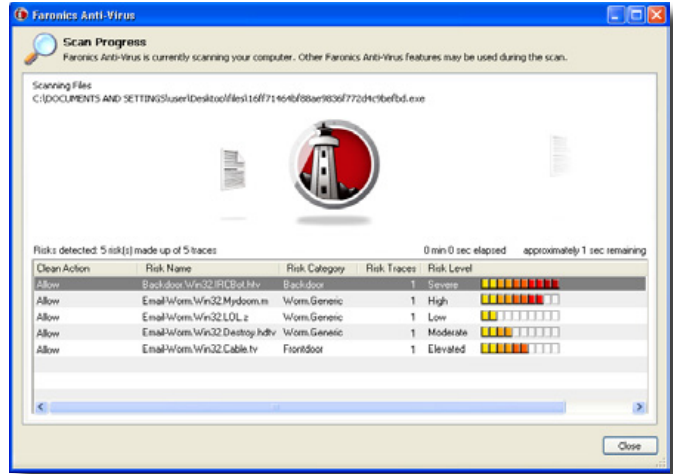 Faronics Anti-Virus
Scan Progress
Faronics Anti-Virus is currently scanning your computer. Other Faronics Anti-Virus features may be used during the scan.
Scanning Files
C:\DOCUMENTS AND SETTINGS\user\Desktop\files\16ff71464bf88ae9836f772d4c9befbd.exe
Risks detected: 5 risk(s) made up of 5 traces 0 min 0 sec elapsed approximately 1 sec remaining
Clean Action Risk Name Risk Category Risk Traces Risk Level
Allow Backdoor.Win32.IRCBot.htv Backdoor 1 Severe
Allow Email-Worm.Win32.Mydoom.m Worm.Generic 1 High
Allow Email-Worm.Win32.LOL.z Worm.Generic 1 Low
Allow Email-Worm.Win32.Destroy.hdtv Worm.Generic 1 Moderate
Allow Email-Worm.Win32.Cable.tv Frontdoor 1 Elevated
Close